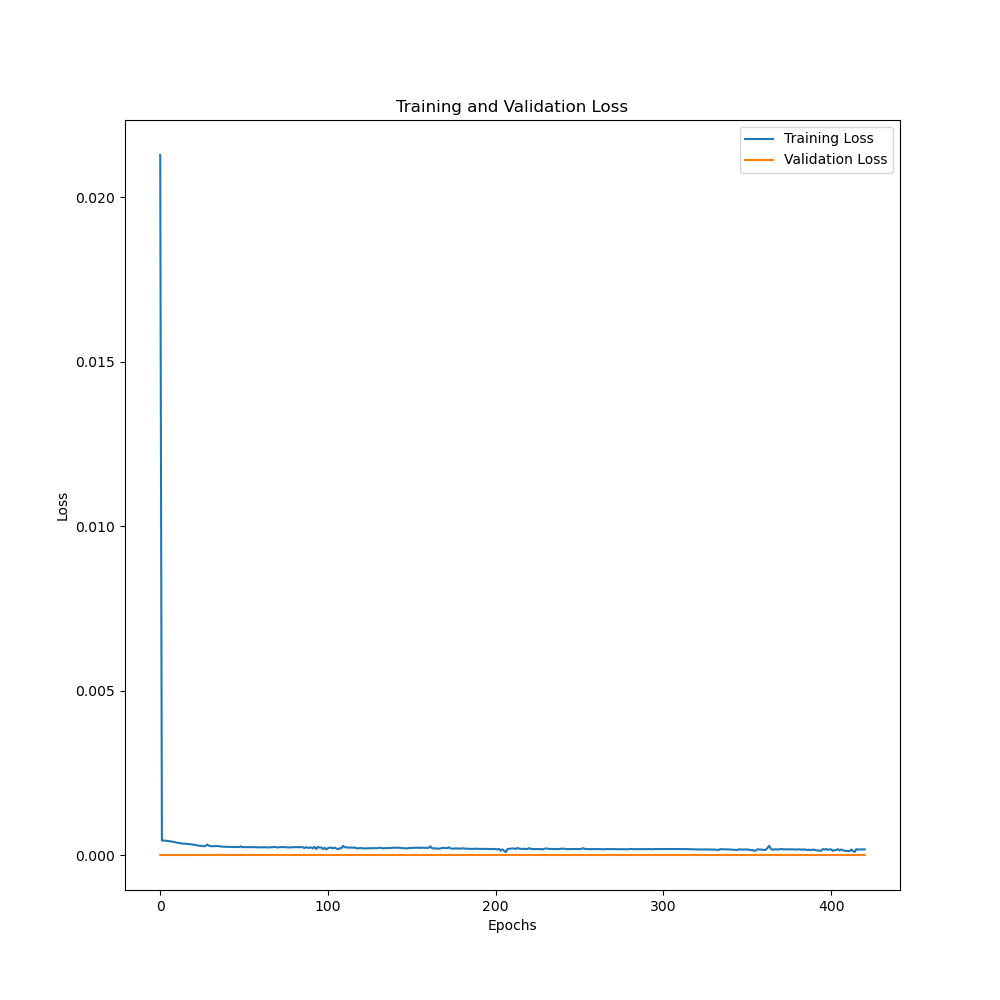 Training and Validation Loss
Training Loss
Validation Loss
0.020
0.015
0.010
0.005
0.000
Loss
0 100 200 300 400
Epochs